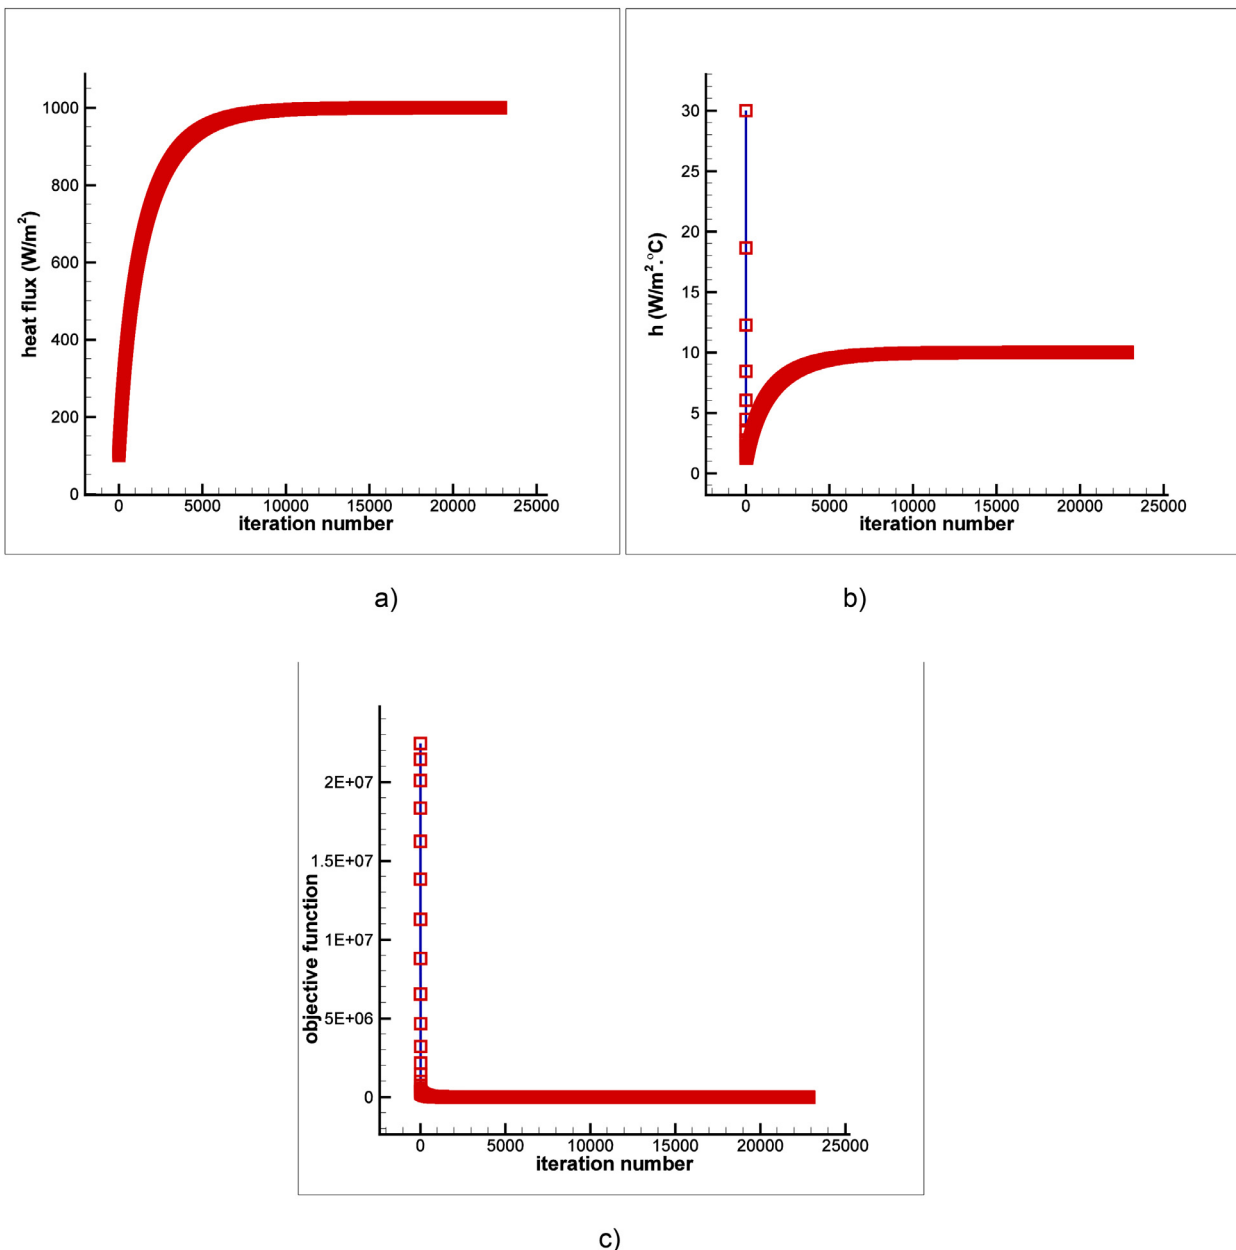 1000
800
600
400
200
0
heat flux (W/m²)
0 5000 10000 15000 20000 25000
iteration number
a)
30
25
20
15
10
5
0
h (W/m².°C)
0 5000 10000 15000 20000 25000
iteration number
b)
2E+07
1.5E+07
1E+07
5E+06
0
objective function
0 5000 10000 15000 20000 25000
iteration number
c)